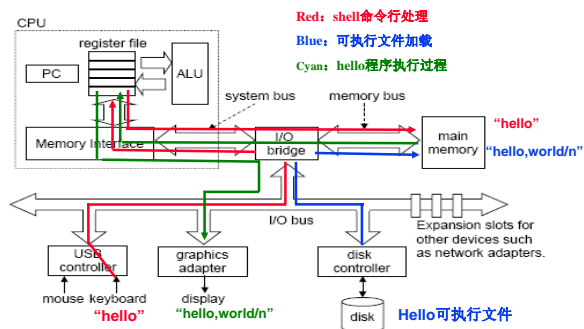 CPU
register file
PC
ALU
Red：shell命令行处理
Blue：可执行文件加载
Cyan：hello程序执行过程
system bus
memory bus
Memory Interface
I/O
bridge
main
memory
“hello”
“hello,world/n”
I/O bus
Expansion slots for
other devices such
as network adapters.
USB
controller
graphics
adapter
disk
controller
mouse keyboard
“hello”
display
“hello,world/n”
disk
Hello可执行文件